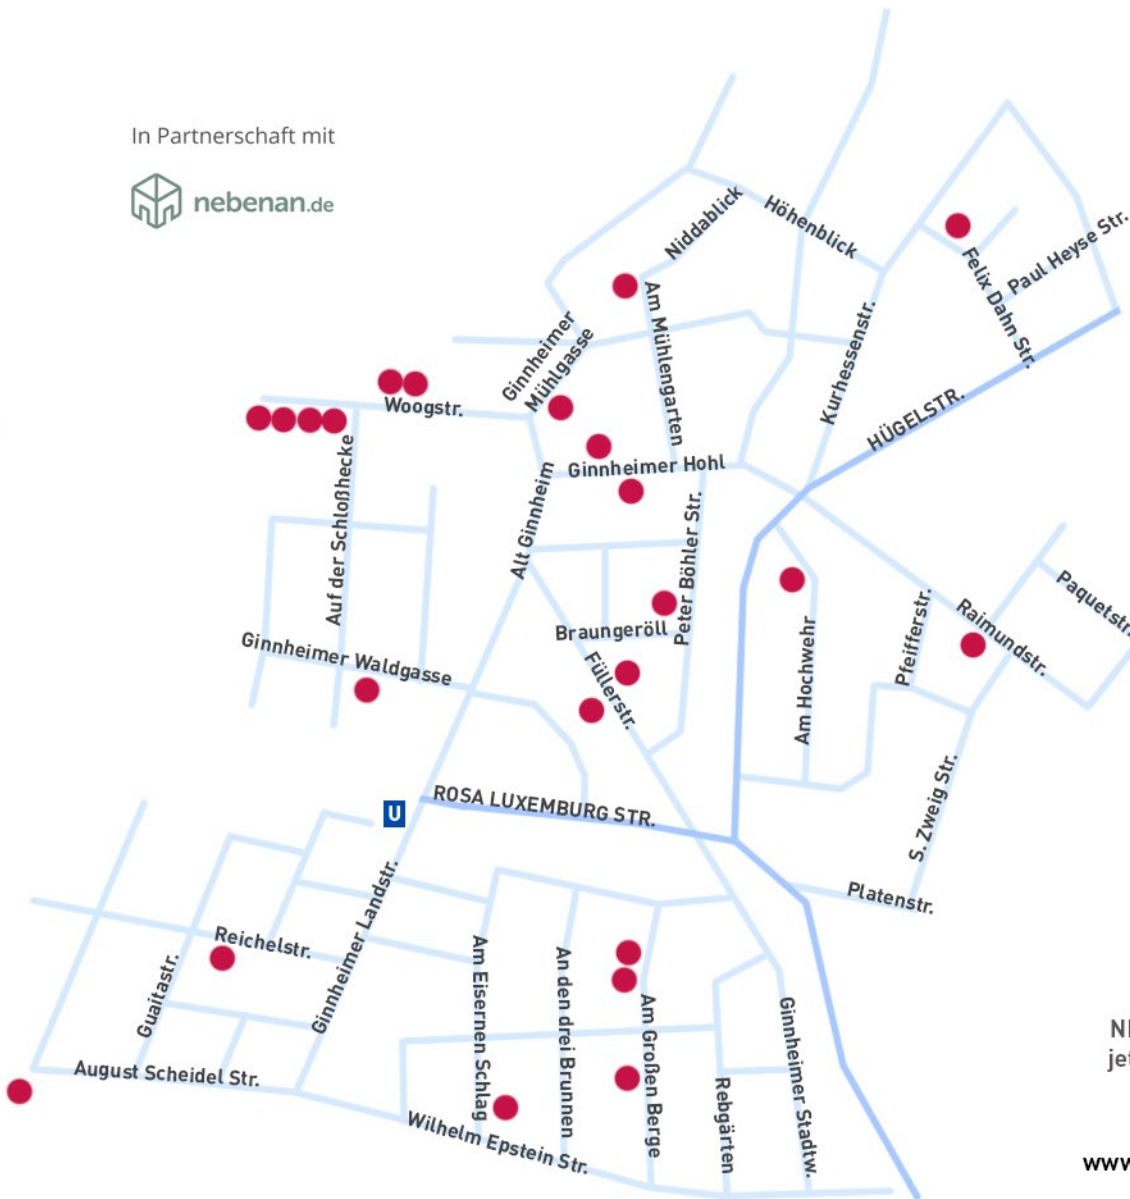 In Partnerschaft mit
nebenan.de
Niddablick
Höhenblick
Felix Dahn Str.
Paul Heyse Str.
Ginnheimer
Mühlgasse
Am Mühlengarten
Kurhessenstr.
HÜGELSTR.
Woogstr.
Auf der Schloßhecke
Ginnheimer Hohl
Alt Ginnheim
Peter Böhler Str.
Braungeröll
Füllerstr.
Ginnheimer Waldgasse
Am Hochwehr
Pfeifferstr.
Raimundstr.
Paquetstr.
S. Zweig Str.
Platenstr.
U
ROSA LUXEMBURG STR.
Ginnheimer Landstr.
Reichelstr.
Guaitastr.
August Scheidel Str.
Am Eisernen Schlag
An den drei Brunnen
Am Großen Berge
Rebgärten
Ginnheimer Stadtw.
Wilhelm Epstein Str.
www